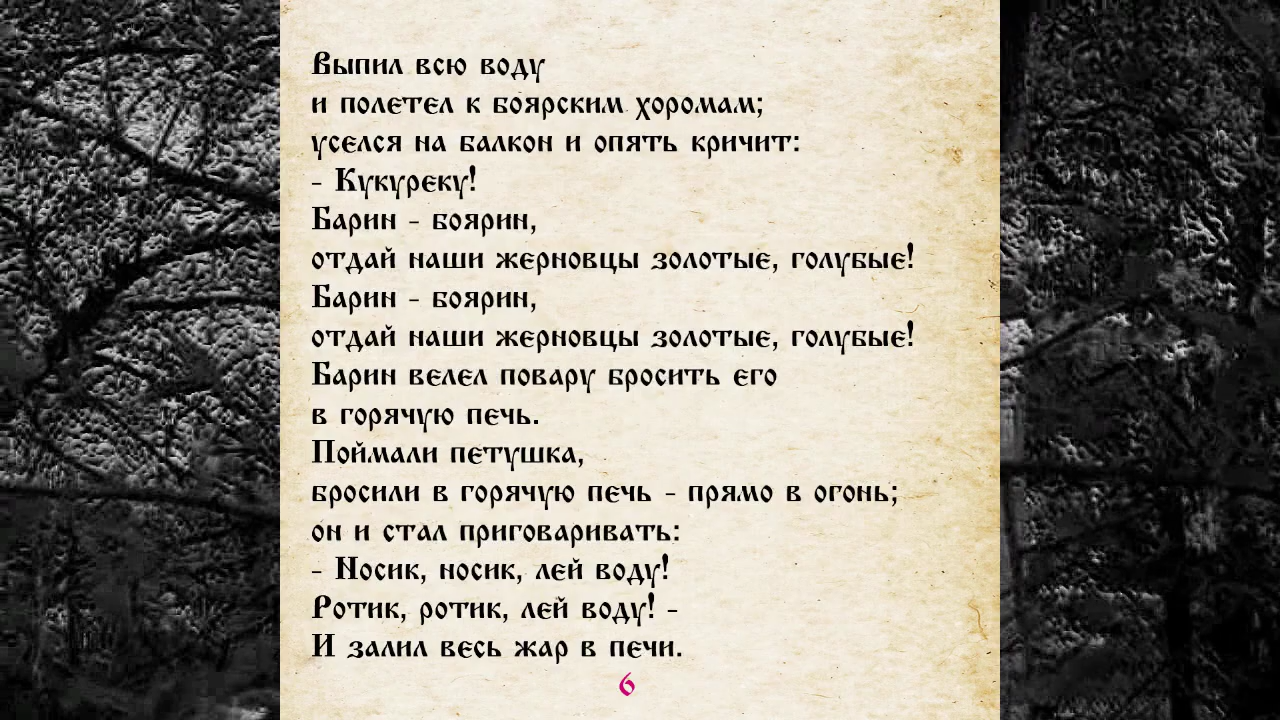 Выпил всю воду
и полетел к боярским хоромам;
уселся на балкон и опять кричит:
- Кукуреку!
Барин - боярин,
отдай наши жерновцы золотые, голубые!
Барин - боярин,
отдай наши жерновцы золотые, голубые!
Барин велел повару бросить его
в горячую печь.
Поймали петушка,
бросили в горячую печь - прямо в огонь;
он и стал приговаривать:
- Носик, носик, лей воду!
Ротик, ротик, лей воду! -
И залил весь жар в печи.
6